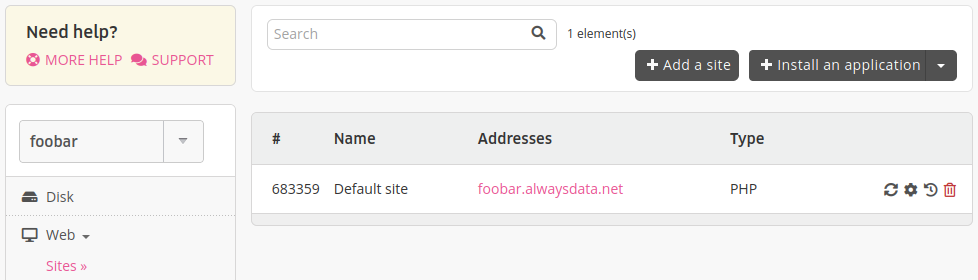 Need help?
MORE HELP SUPPORT
foobar
Disk
Web
Sites »
Search
1 element(s)
Add a site
Install an application
# Name Addresses Type
683359 Default site foobar.alwaysdata.net PHP